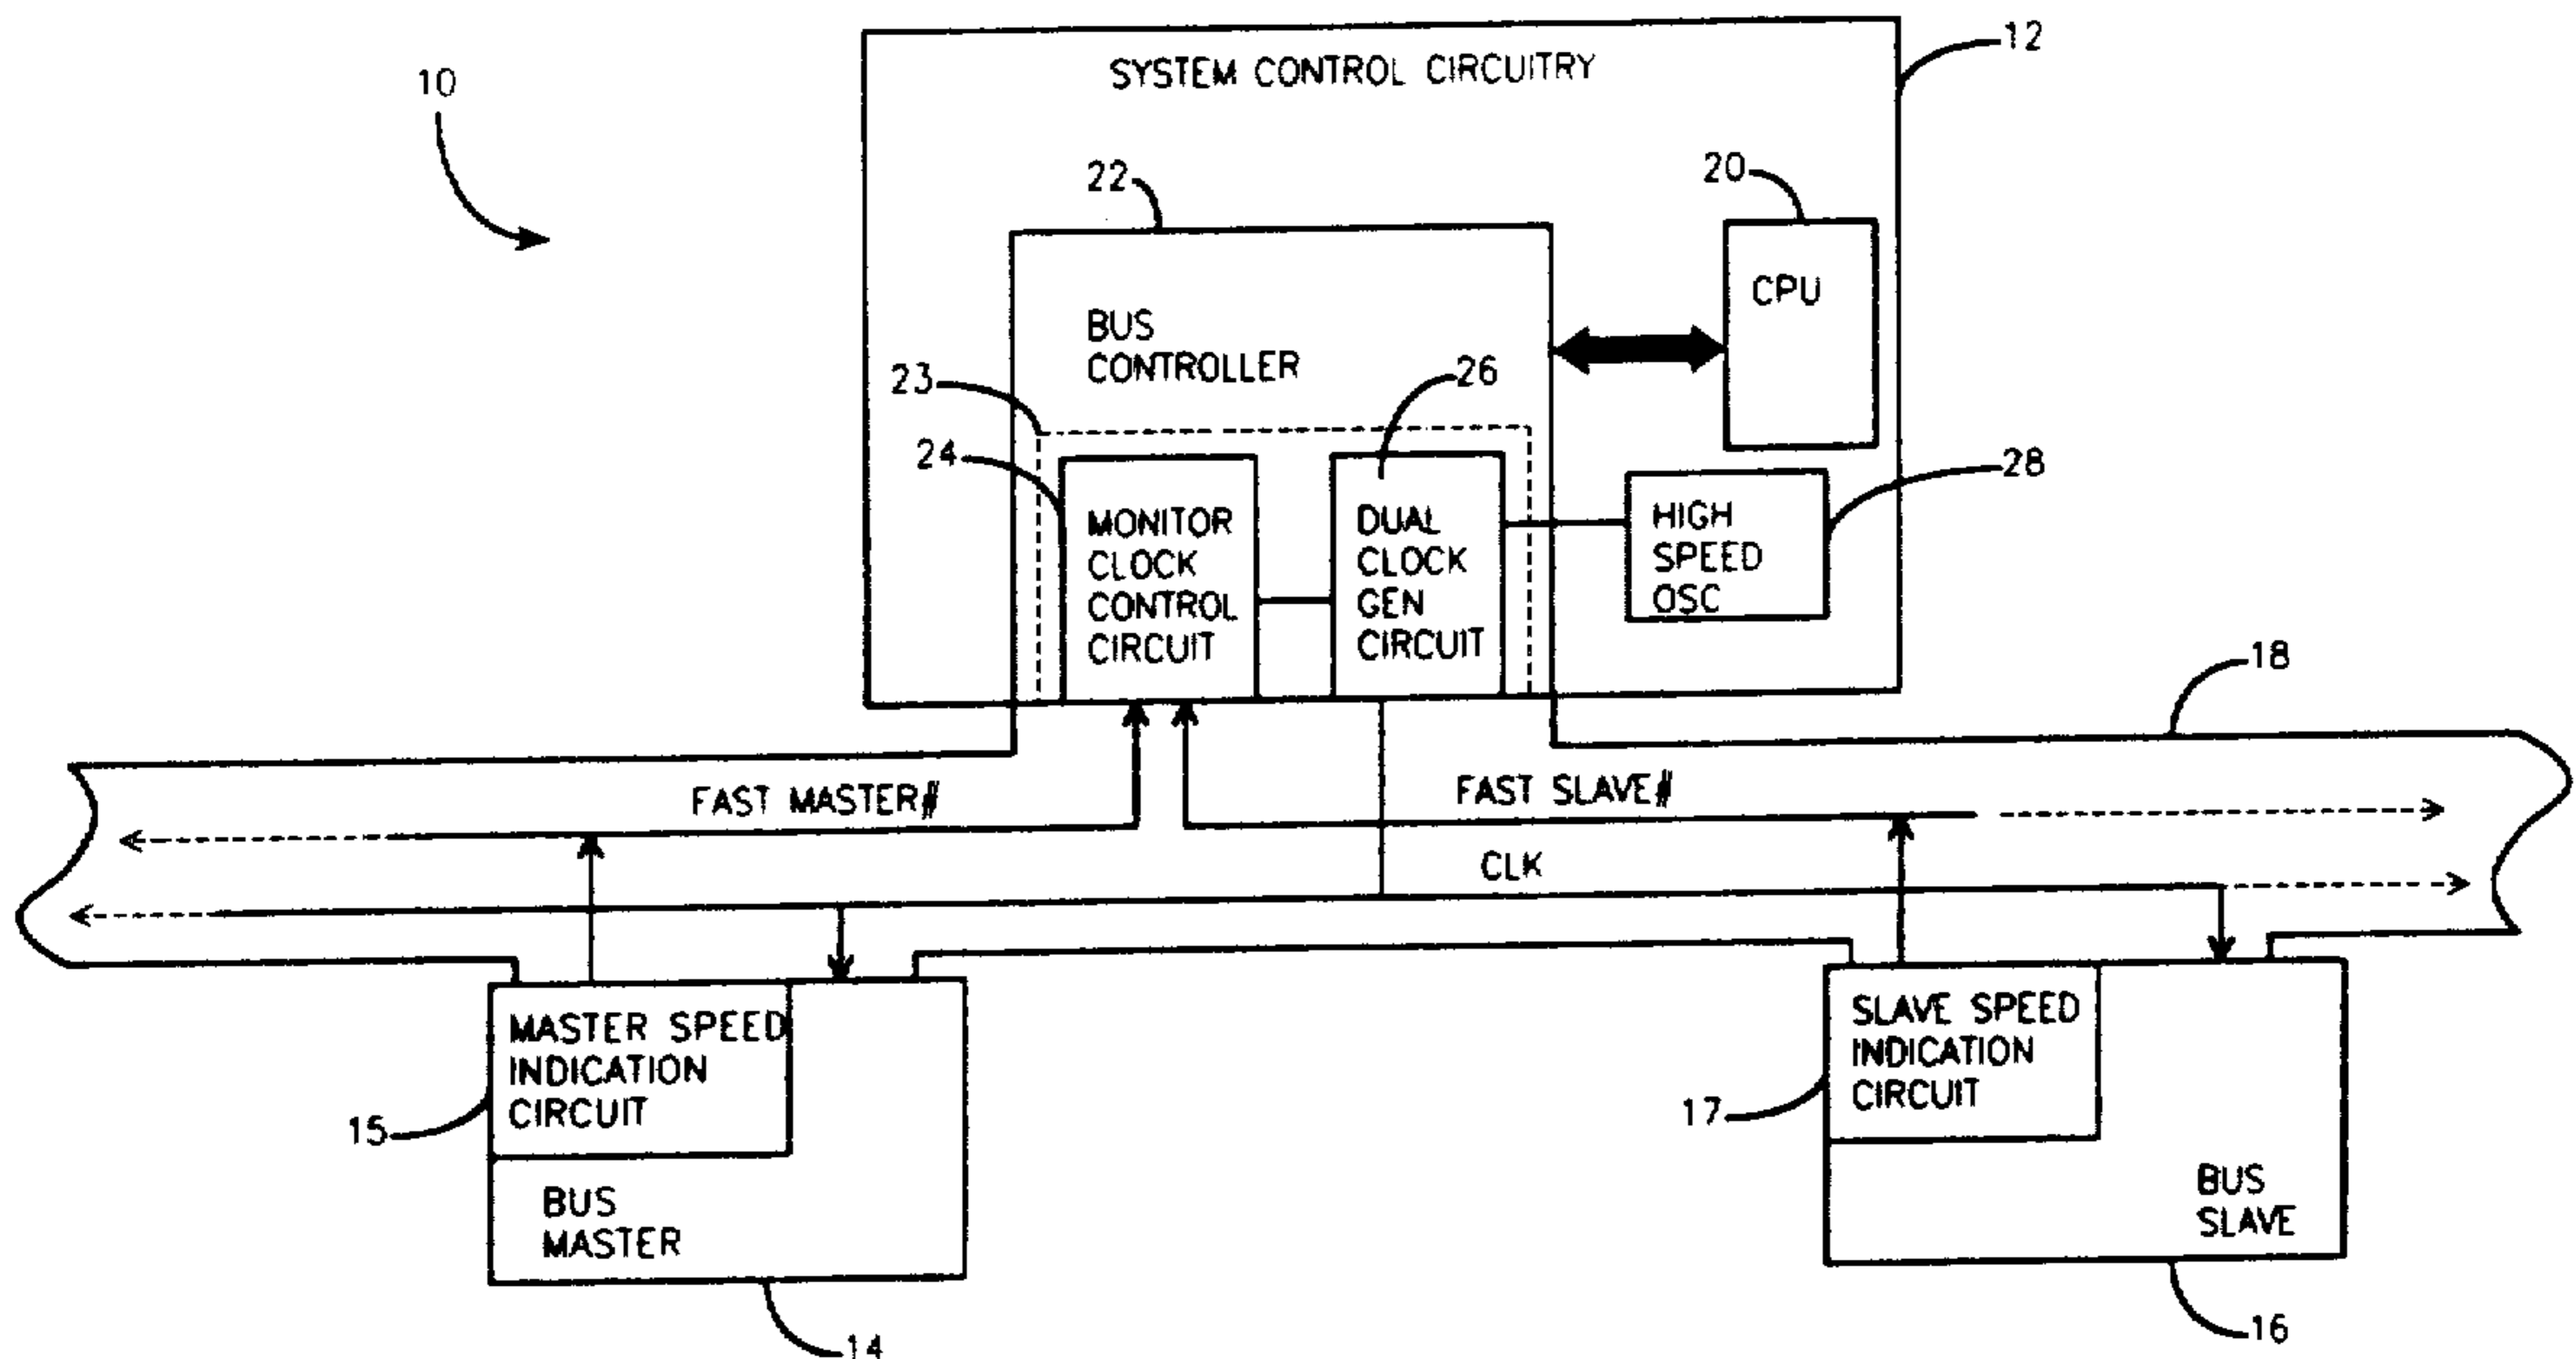 12
SYSTEM CONTROL CIRCUITRY
10
22
20
CPU
BUS
CONTROLLER
23
26
24
28
MONITOR
CLOCK
CONTROL
CIRCUIT
DUAL
CLOCK
GEN
CIRCUIT
HIGH
SPEED
OSC
18
FAST MASTER#
FAST SLAVE#
CLK
MASTER SPEED
INDICATION
CIRCUIT
15
BUS
MASTER
14
SLAVE SPEED
INDICATION
CIRCUIT
17
BUS
SLAVE
16